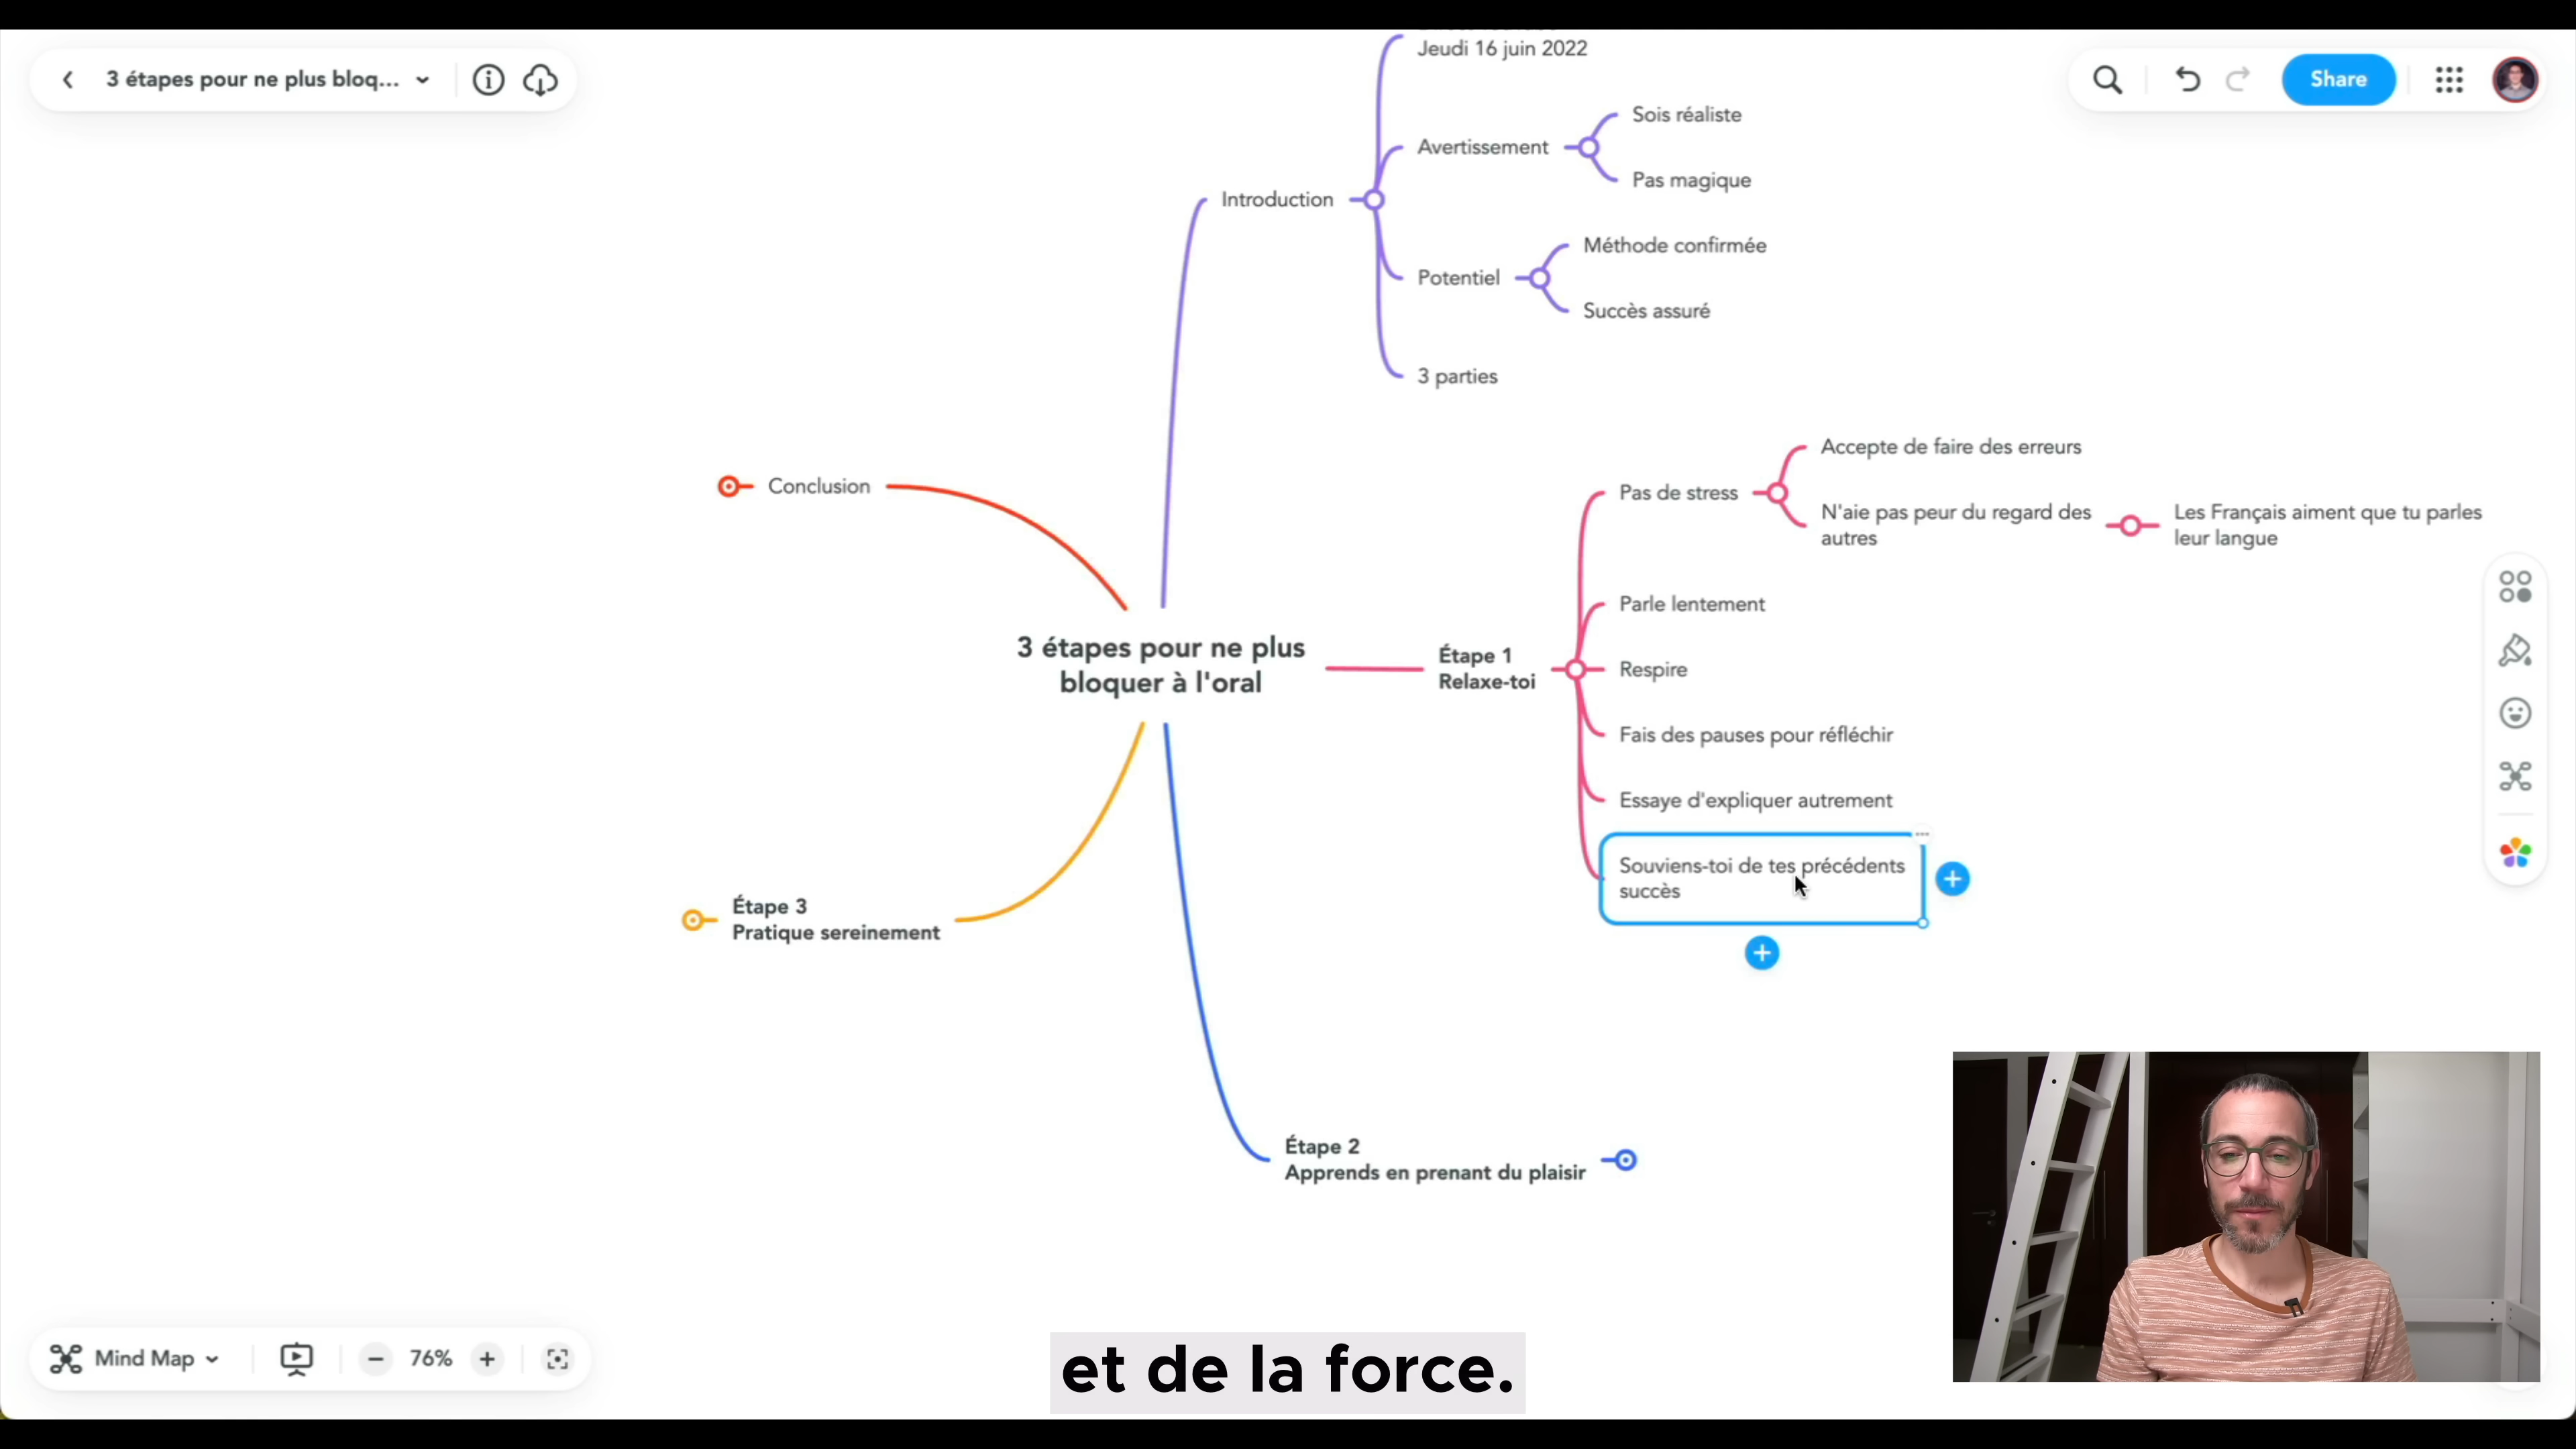 3 étapes pour ne plus bloq...
Share
Jeudi 16 juin 2022
Sois réaliste
Avertissement
Pas magique
Introduction
Méthode confirmée
Potentiel
Succès assuré
3 parties
Accepte de faire des erreurs
Conclusion
Pas de stress
N'aie pas peur du regard des
autres
Les Français aiment que tu parles
leur langue
Parle lentement
3 étapes pour ne plus
bloquer à l'oral
Étape 1
Relaxe-toi
Respire
Fais des pauses pour réfléchir
Essaye d'expliquer autrement
Souviens-toi de tes précédents
succès
Étape 3
Pratique sereinement
Étape 2
Apprends en prenant du plaisir
Mind Map
76%
et de la force.